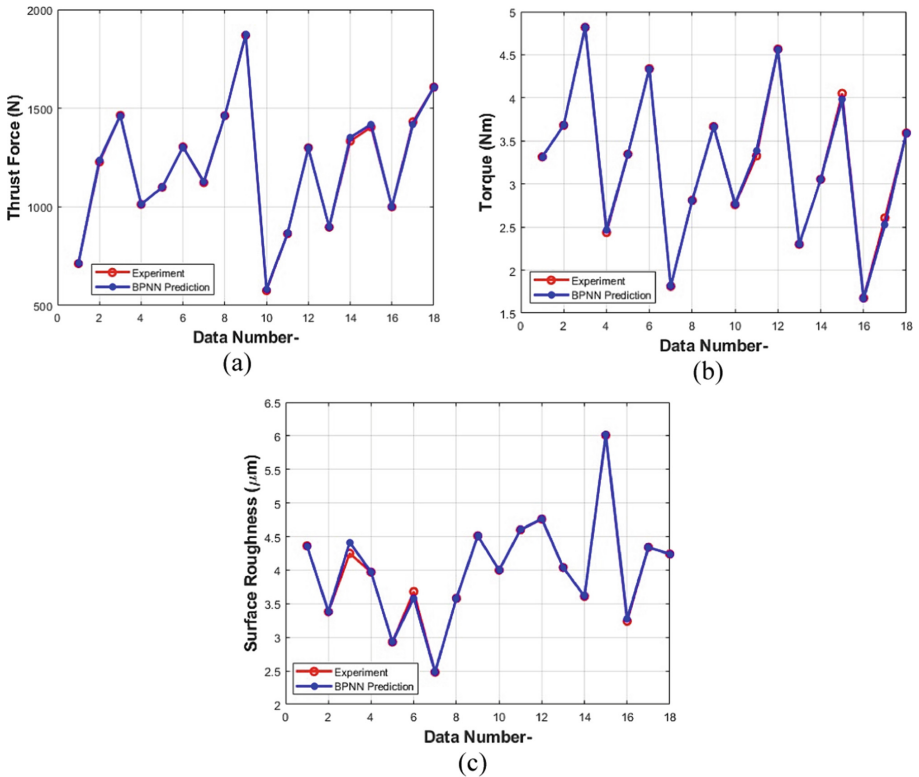 2000
1500
1000
500
Thrust Force (N)
Experiment
BPNN Prediction
0 2 4 6 8 10 12 14 16 18
Data Number-
(a)
5
4.5
4
3.5
3
2.5
2
1.5
Torque (Nm)
Experiment
BPNN Prediction
0 2 4 6 8 10 12 14 16 18
Data Number-
(b)
6.5
6
5.5
5
4.5
4
3.5
3
2.5
2
Surface Roughness (μm)
Experiment
BPNN Prediction
0 2 4 6 8 10 12 14 16 18
Data Number-
(c)